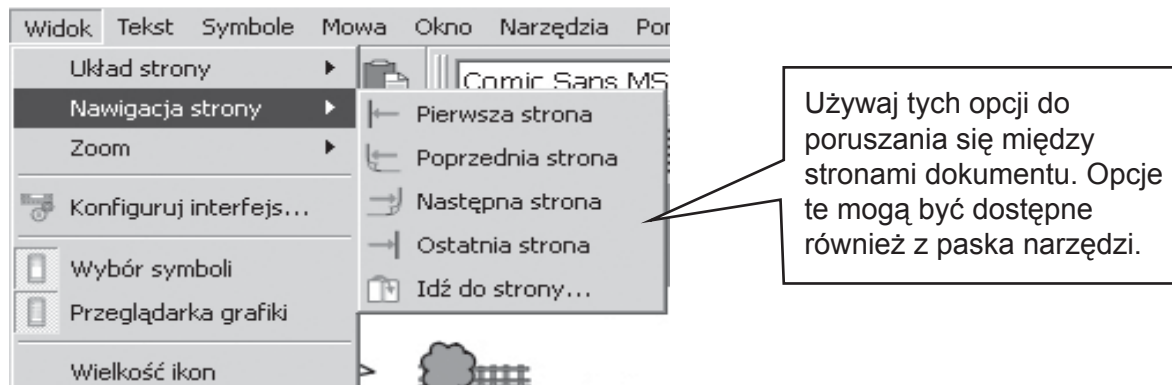 Widok Tekst Symbole Mowa Okno Narzędzia
Układ strony
Comic Sans MS
Nawigacja strony
Pierwsza strona
Zoom
Poprzednia strona
Konfiguruj interfejs...
Następna strona
Wybór symboli
Ostatnia strona
Przeglądarka grafiki
Idź do strony...
Wielkość ikon
Używaj tych opcji do
poruszania się między
stronami dokumentu. Opcje
te mogą być dostępne
również z paska narzędzi.